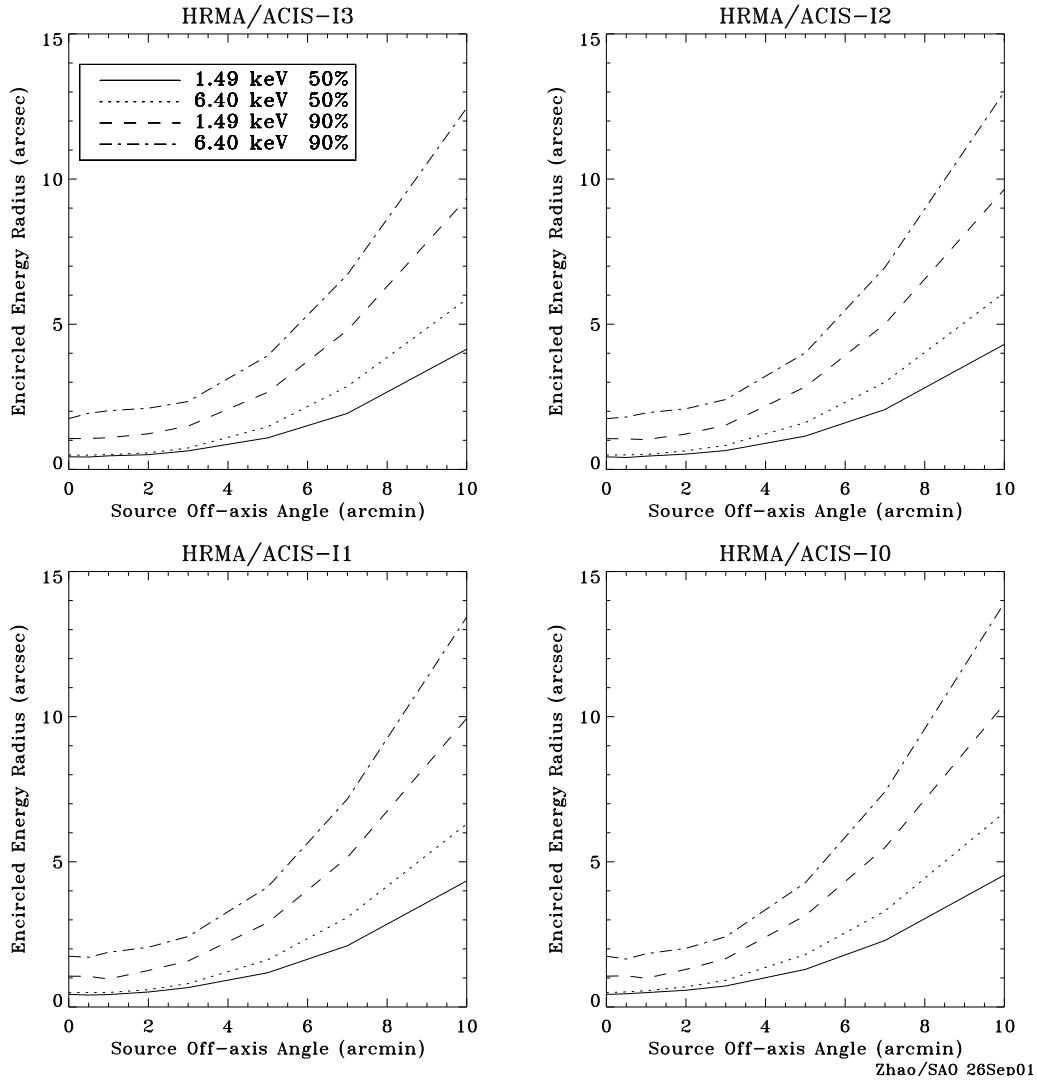 HRMA/ACIS-I3
15
10
5
0
Encircled Energy Radius (arcsec)
1.49 keV 50%
6.40 keV 50%
1.49 keV 90%
6.40 keV 90%
0 2 4 6 8 10
Source Off-axis Angle (arcmin)
HRMA/ACIS-I2
15
10
5
0
Encircled Energy Radius (arcsec)
0 2 4 6 8 10
Source Off-axis Angle (arcmin)
HRMA/ACIS-I1
15
10
5
0
Encircled Energy Radius (arcsec)
0 2 4 6 8 10
Source Off-axis Angle (arcmin)
HRMA/ACIS-I0
15
10
5
0
Encircled Energy Radius (arcsec)
0 2 4 6 8 10
Source Off-axis Angle (arcmin)
Zhao/SAO 26Sep01